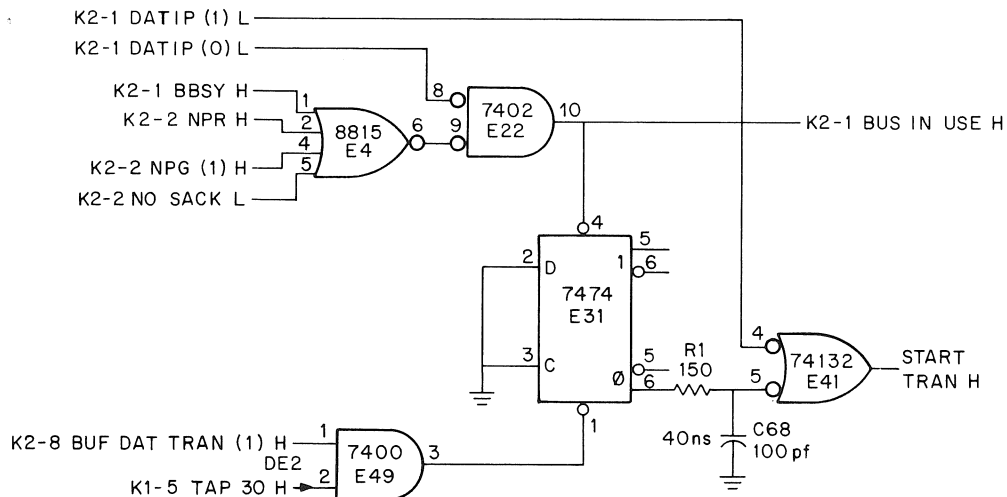 K2-1 DATIP (1) L
K2-1 DATIP (0) L
K2-1 BBSY H
K2-2 NPR H
K2-2 NPG (1) H
K2-2 NO SACK L
1
2
4
5
8815
E4
6
8
9
7402
E22
10
K2-1 BUS IN USE H
4
2
D
3
C
7474
E31
5
1
6
5
Ø
6
1
R1
150
40ns
C68
100pf
4
5
74132
E41
START
TRAN H
K2-8 BUF DAT TRAN (1) H
DE2
K1-5 TAP 30 H
1
2
7400
E49
3